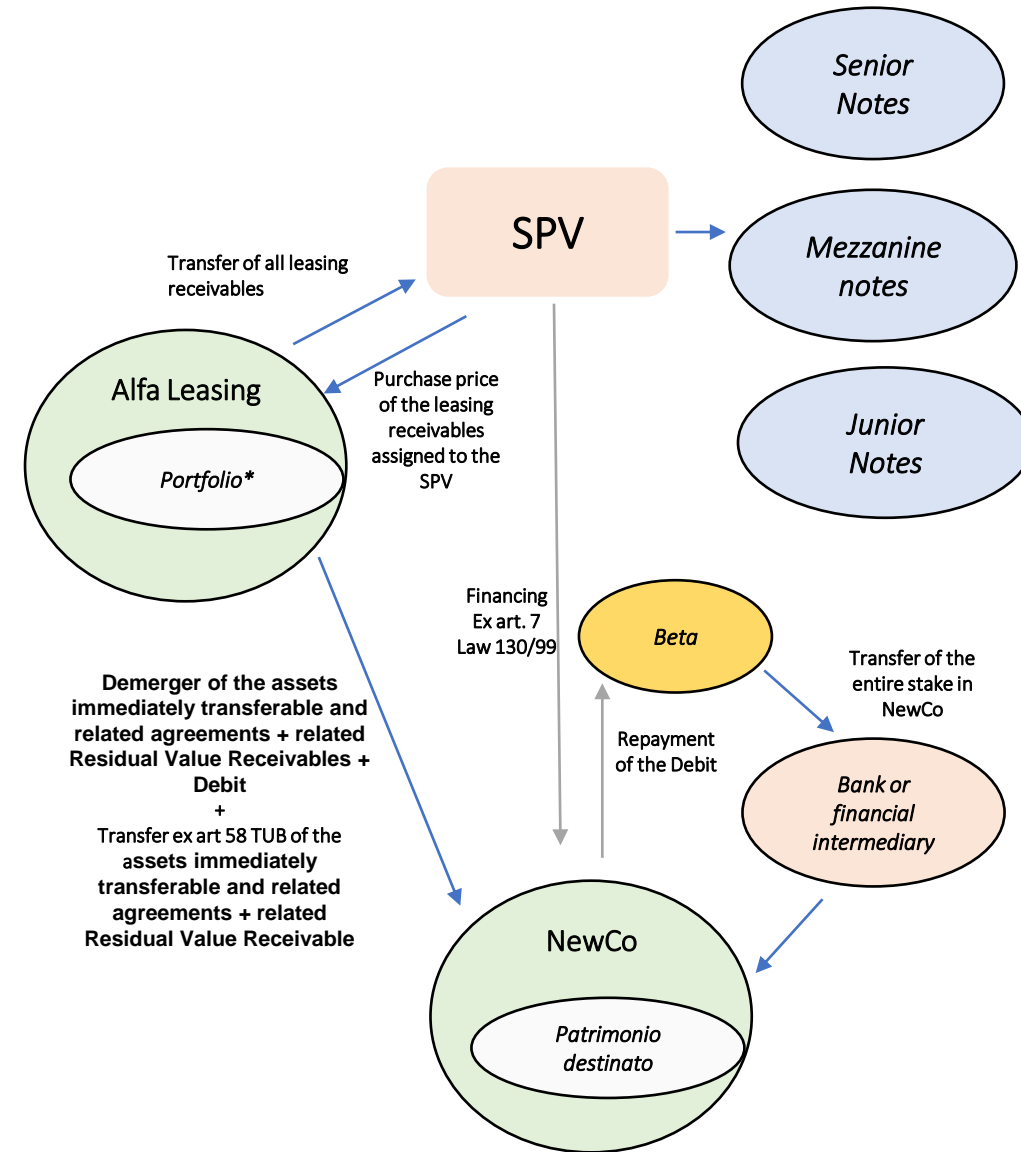 Senior
Notes
SPV
Mezzanine
notes
Transfer of all leasing
receivables
Junior
Notes
Alfa Leasing
Portfolio*
Purchase price
of the leasing
receivables
assigned to the
SPV
Financing
Ex art. 7
Law 130/99
Beta
Transfer of the
entire stake in
NewCo
Repayment
of the Debit
Bank or
financial
intermediary
Demerger of the assets
immediately transferable and
related agreements + related
Residual Value Receivables +
Debit
+
Transfer ex art 58 TUB of the
assets immediately
transferable and related
agreements + related
Residual Value Receivable
NewCo
Patrimonio
destinato